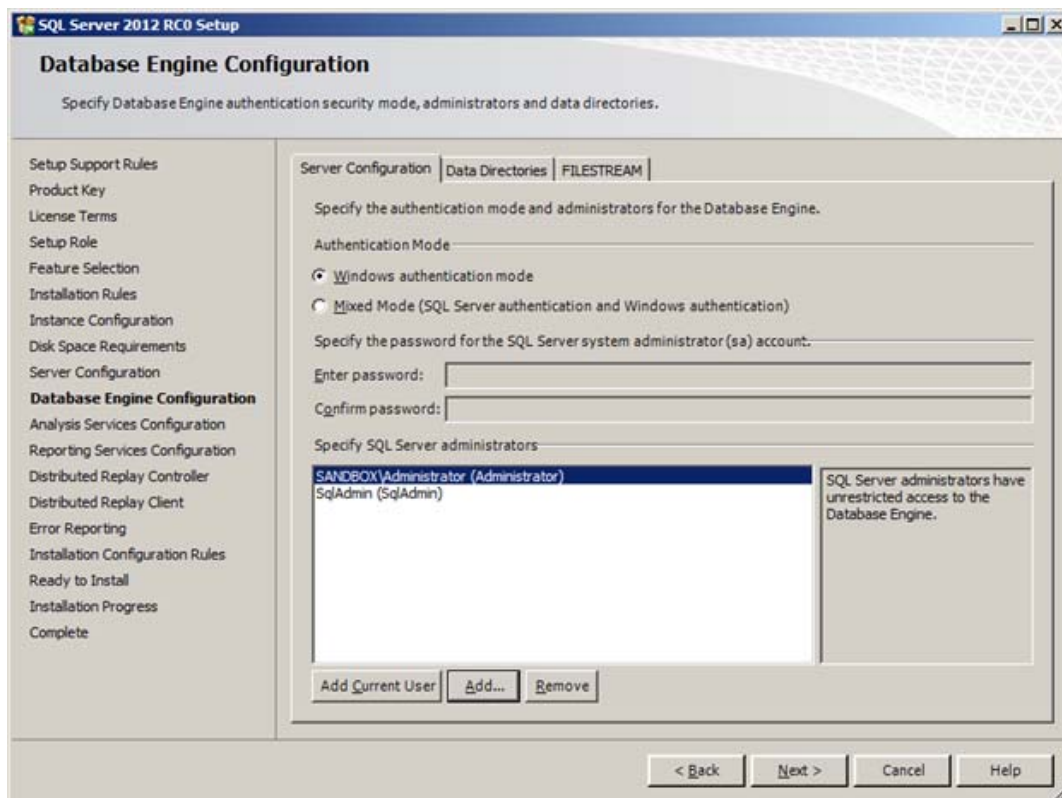 SQL Server 2012 RC0 Setup
Database Engine Configuration
Specify Database Engine authentication security mode, administrators and data directories.
Setup Support Rules
Product Key
License Terms
Setup Role
Feature Selection
Installation Rules
Instance Configuration
Disk Space Requirements
Server Configuration
Database Engine Configuration
Analysis Services Configuration
Reporting Services Configuration
Distributed Replay Controller
Distributed Replay Client
Error Reporting
Installation Configuration Rules
Ready to Install
Installation Progress
Complete
Server Configuration Data Directories FILESTREAM
Specify the authentication mode and administrators for the Database Engine.
Authentication Mode
Windows authentication mode
Mixed Mode (SQL Server authentication and Windows authentication)
Specify the password for the SQL Server system administrator (sa) account.
Enter password:
Confirm password:
Specify SQL Server administrators
SANDBOX\Administrator (Administrator)
SqlAdmin (SqlAdmin)
SQL Server administrators have
unrestricted access to the
Database Engine.
Add Current User Add... Remove
< Back Next > Cancel Help